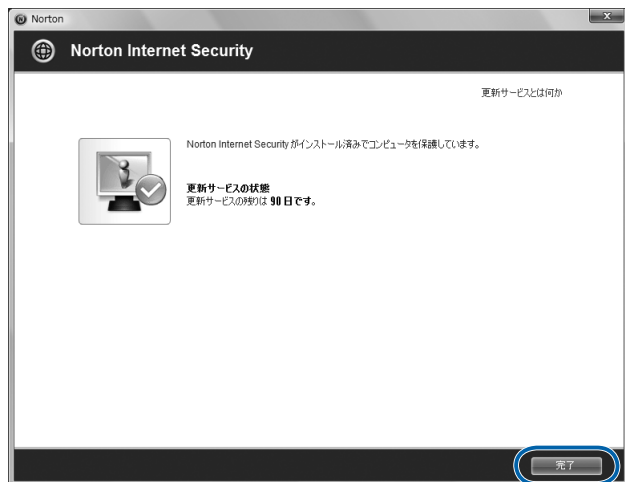 Norton
Norton Internet Security
更新サービスとは何か
Norton Internet Security がインストール済みでコンピュータを保護しています。
更新サービスの状態
更新サービスの残りは 90 日です。
完了